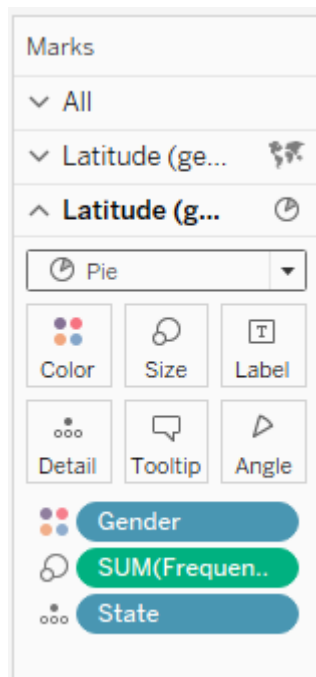 Marks
All
Latitude (ge...
Latitude (g...
Pie
Color Size Label
T
Detail Tooltip Angle
Gender
SUM(Frequen..
State